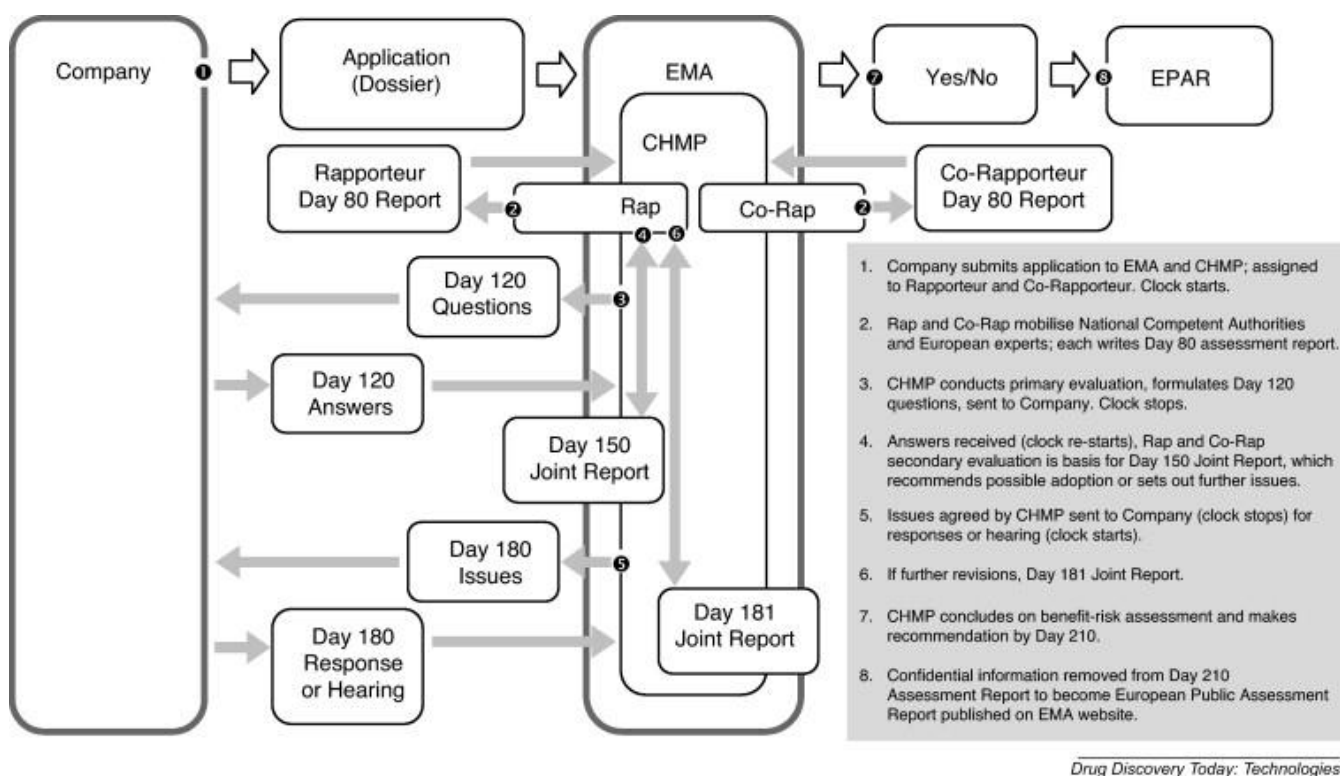 Company
❶
Application
(Dossier)
EMA
❼
Yes/No
❽
EPAR
CHMP
Rapporteur
Day 80 Report
❷
Rap
❹
❻
Co-Rap
❷
Co-Rapporteur
Day 80 Report
Day 120
Questions
❸
Day 120
Answers
Day 150
Joint Report
Day 180
Issues
❺
Day 181
Joint Report
Day 180
Response
or Hearing
1. Company submits application to EMA and CHMP; assigned
to Rapporteur and Co-Rapporteur. Clock starts.
2. Rap and Co-Rap mobilise National Competent Authorities
and European experts; each writes Day 80 assessment report.
3. CHMP conducts primary evaluation, formulates Day 120
questions, sent to Company. Clock stops.
4. Answers received (clock re-starts), Rap and Co-Rap
secondary evaluation is basis for Day 150 Joint Report, which
recommends possible adoption or sets out further issues.
5. Issues agreed by CHMP sent to Company (clock stops) for
responses or hearing (clock starts).
6. If further revisions, Day 181 Joint Report.
7. CHMP concludes on benefit-risk assessment and makes
recommendation by Day 210.
8. Confidential information removed from Day 210
Assessment Report to become European Public Assessment
Report published on EMA website.
Drug Discovery Today: Technologies